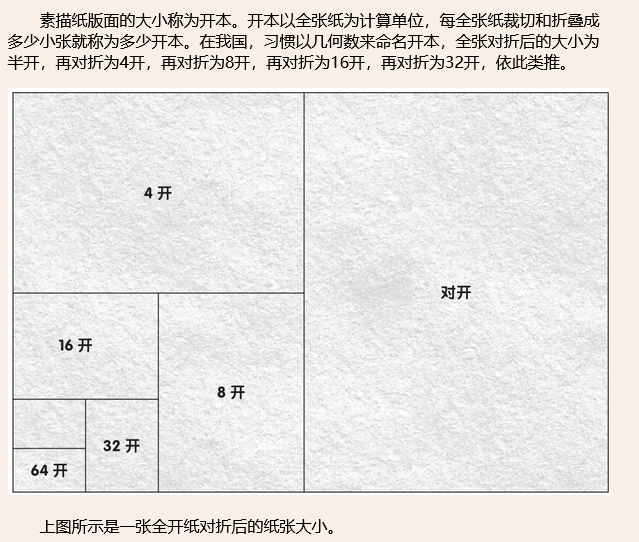 素描纸版面的大小称为开本。开本以全张纸为计算单位，每全张纸裁切和折叠成
多少小张就称为多少开本。在我国，习惯以几何数来命名开本，全张对折后的大小为
半开，再对折为4开，再对折为8开，再对折为16开，再对折为32开，依此类推。
4 开
对开
16 开
8 开
32 开
64 开
上图所示是一张全开纸对折后的纸张大小。